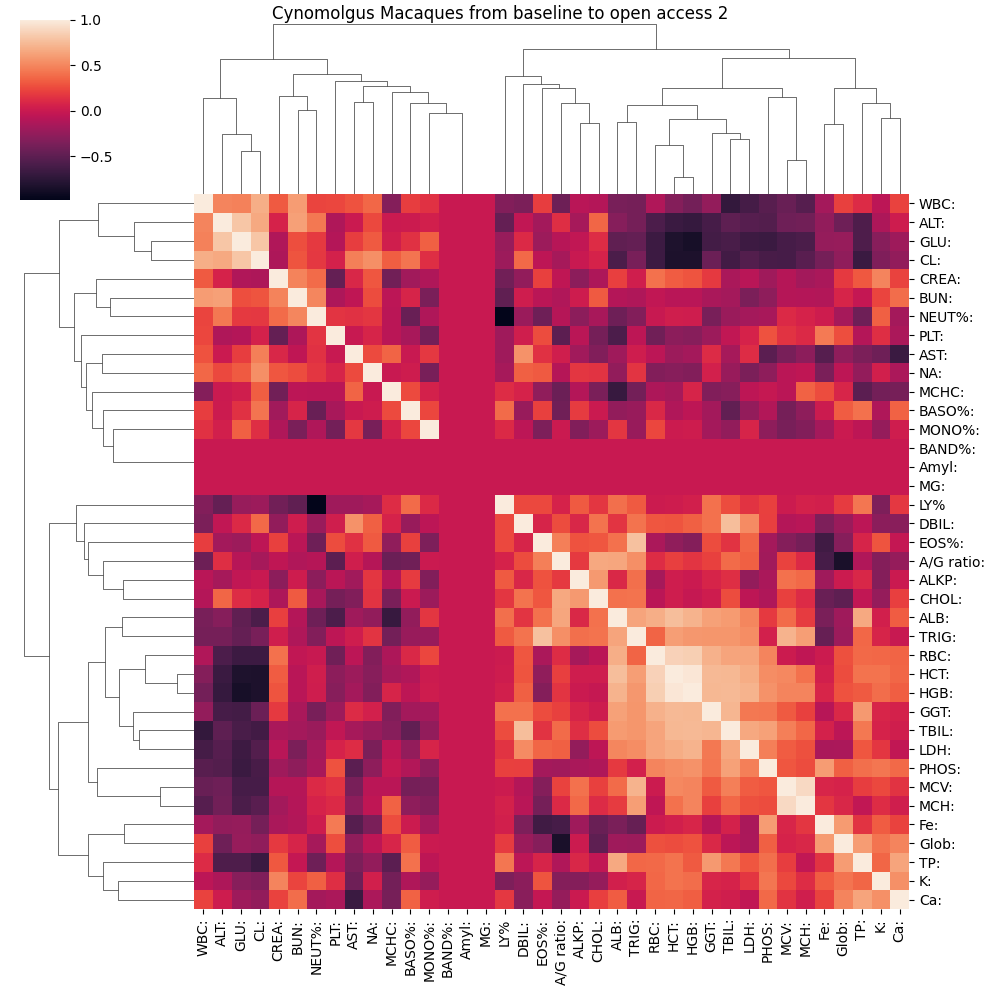 Cynomolgus Macaques from baseline to open access 2
1.0
0.5
0.0
−0.5
WBC:
ALT:
GLU:
CL:
CREA:
BUN:
NEUT%:
PLT:
AST:
NA:
MCHC:
BASO%:
MONO%:
BAND%:
Amyl:
MG:
LY%
DBIL:
EOS%:
A/G ratio:
ALKP:
CHOL:
ALB:
TRIG:
RBC:
HCT:
HGB:
GGT:
TBIL:
LDH:
PHOS:
MCV:
MCH:
Fe:
Glob:
TP:
K:
Ca:
WBC:
ALT:
GLU:
CL:
CREA:
BUN:
NEUT%:
PLT:
AST:
NA:
MCHC:
BASO%:
MONO%:
BAND%:
Amyl:
MG:
LY%
DBIL:
EOS%:
A/G ratio:
ALKP:
CHOL:
ALB:
TRIG:
RBC:
HCT:
HGB:
GGT:
TBIL:
LDH:
PHOS:
MCV:
MCH:
Fe:
Glob:
TP:
K:
Ca: